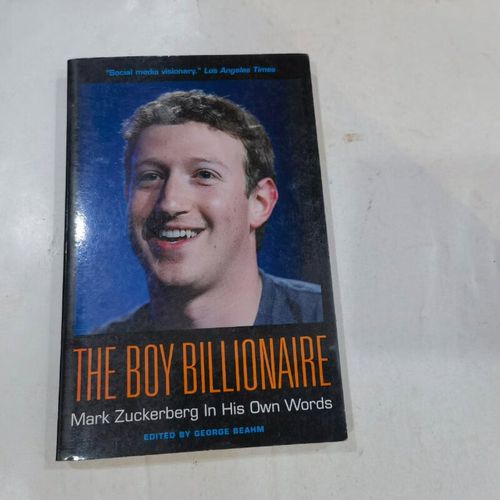 "Social media visionary." Los Angeles Times
THE BOY BILLIONAIRE
Mark Zuckerberg In His Own Words
EDITED BY GEORGE BEAHM